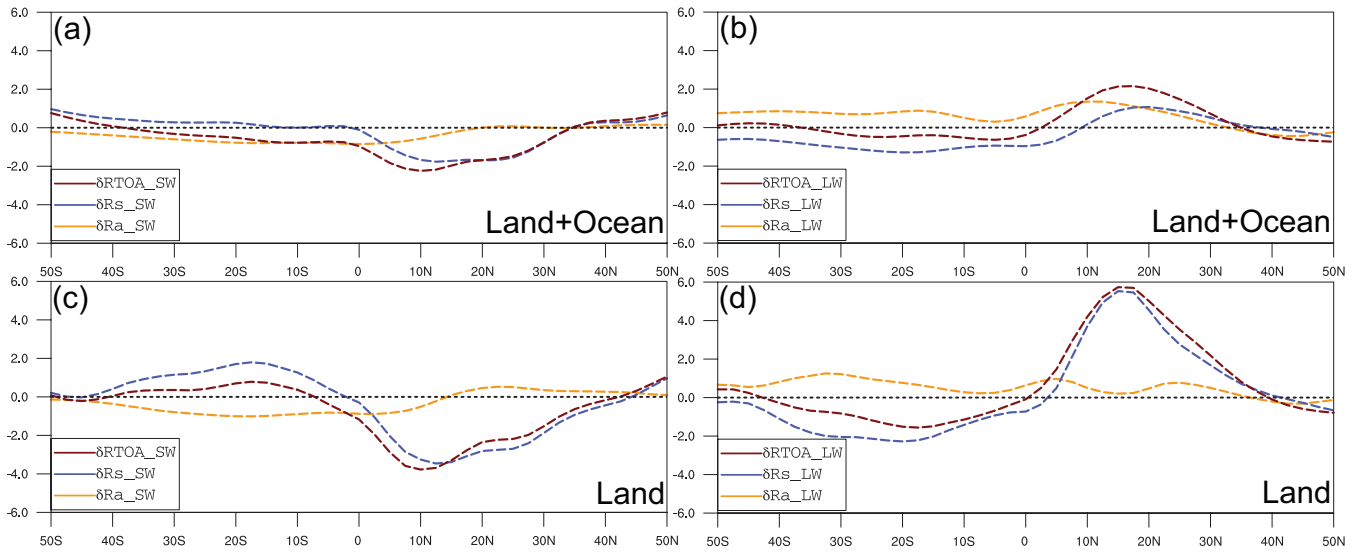 (a)
6.0
4.0
2.0
0.0
-2.0
-4.0
-6.0
δRTOA_SW
δRs_SW
δRa_SW
Land+Ocean
50S 40S 30S 20S 10S 0 10N 20N 30N 40N 50N
(b)
6.0
4.0
2.0
0.0
-2.0
-4.0
-6.0
δRTOA_LW
δRs_LW
δRa_LW
Land+Ocean
50S 40S 30S 20S 10S 0 10N 20N 30N 40N 50N
(c)
6.0
4.0
2.0
0.0
-2.0
-4.0
-6.0
δRTOA_SW
δRs_SW
δRa_SW
Land
50S 40S 30S 20S 10S 0 10N 20N 30N 40N 50N
(d)
6.0
4.0
2.0
0.0
-2.0
-4.0
-6.0
δRTOA_LW
δRs_LW
δRa_LW
Land
50S 40S 30S 20S 10S 0 10N 20N 30N 40N 50N